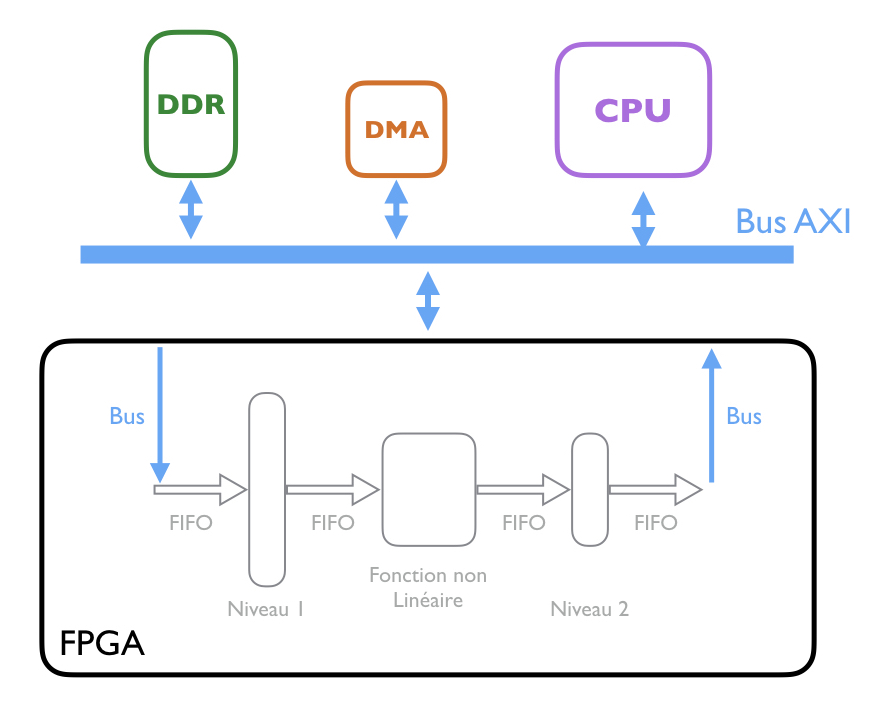 DDR
DMA
CPU
Bus AXI
Bus
Bus
FIFO
FIFO
FIFO
FIFO
Fonction non
Linéaire
Niveau 1
Niveau 2
FPGA